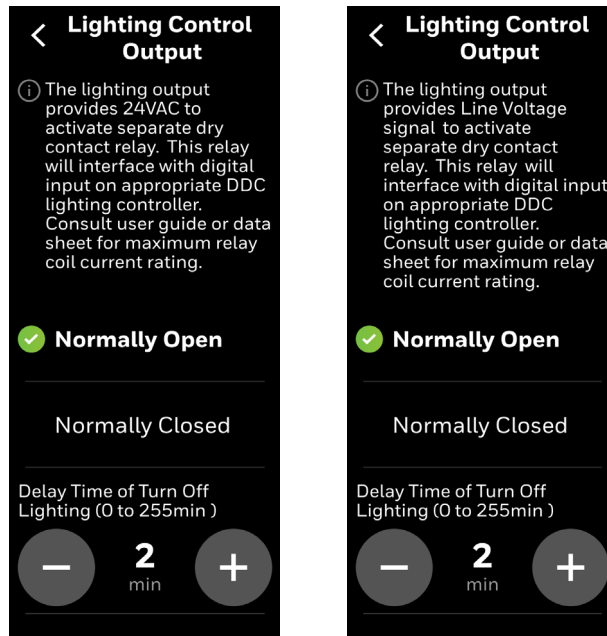 Lighting Control
Output
The lighting output
provides 24VAC to
activate separate dry
contact relay. This relay
will interface with digital
input on appropriate DDC
lighting controller.
Consult user guide or data
sheet for maximum relay
coil current rating.
Normally Open
Normally Closed
Delay Time of Turn Off
Lighting (0 to 255min )
2
min
Lighting Control
Output
The lighting output
provides Line Voltage
signal to activate
separate dry contact
relay. This relay will
interface with digital input
on appropriate DDC
lighting controller.
Consult user guide or data
sheet for maximum relay
coil current rating.
Normally Open
Normally Closed
Delay Time of Turn Off
Lighting (0 to 255min )
2
min